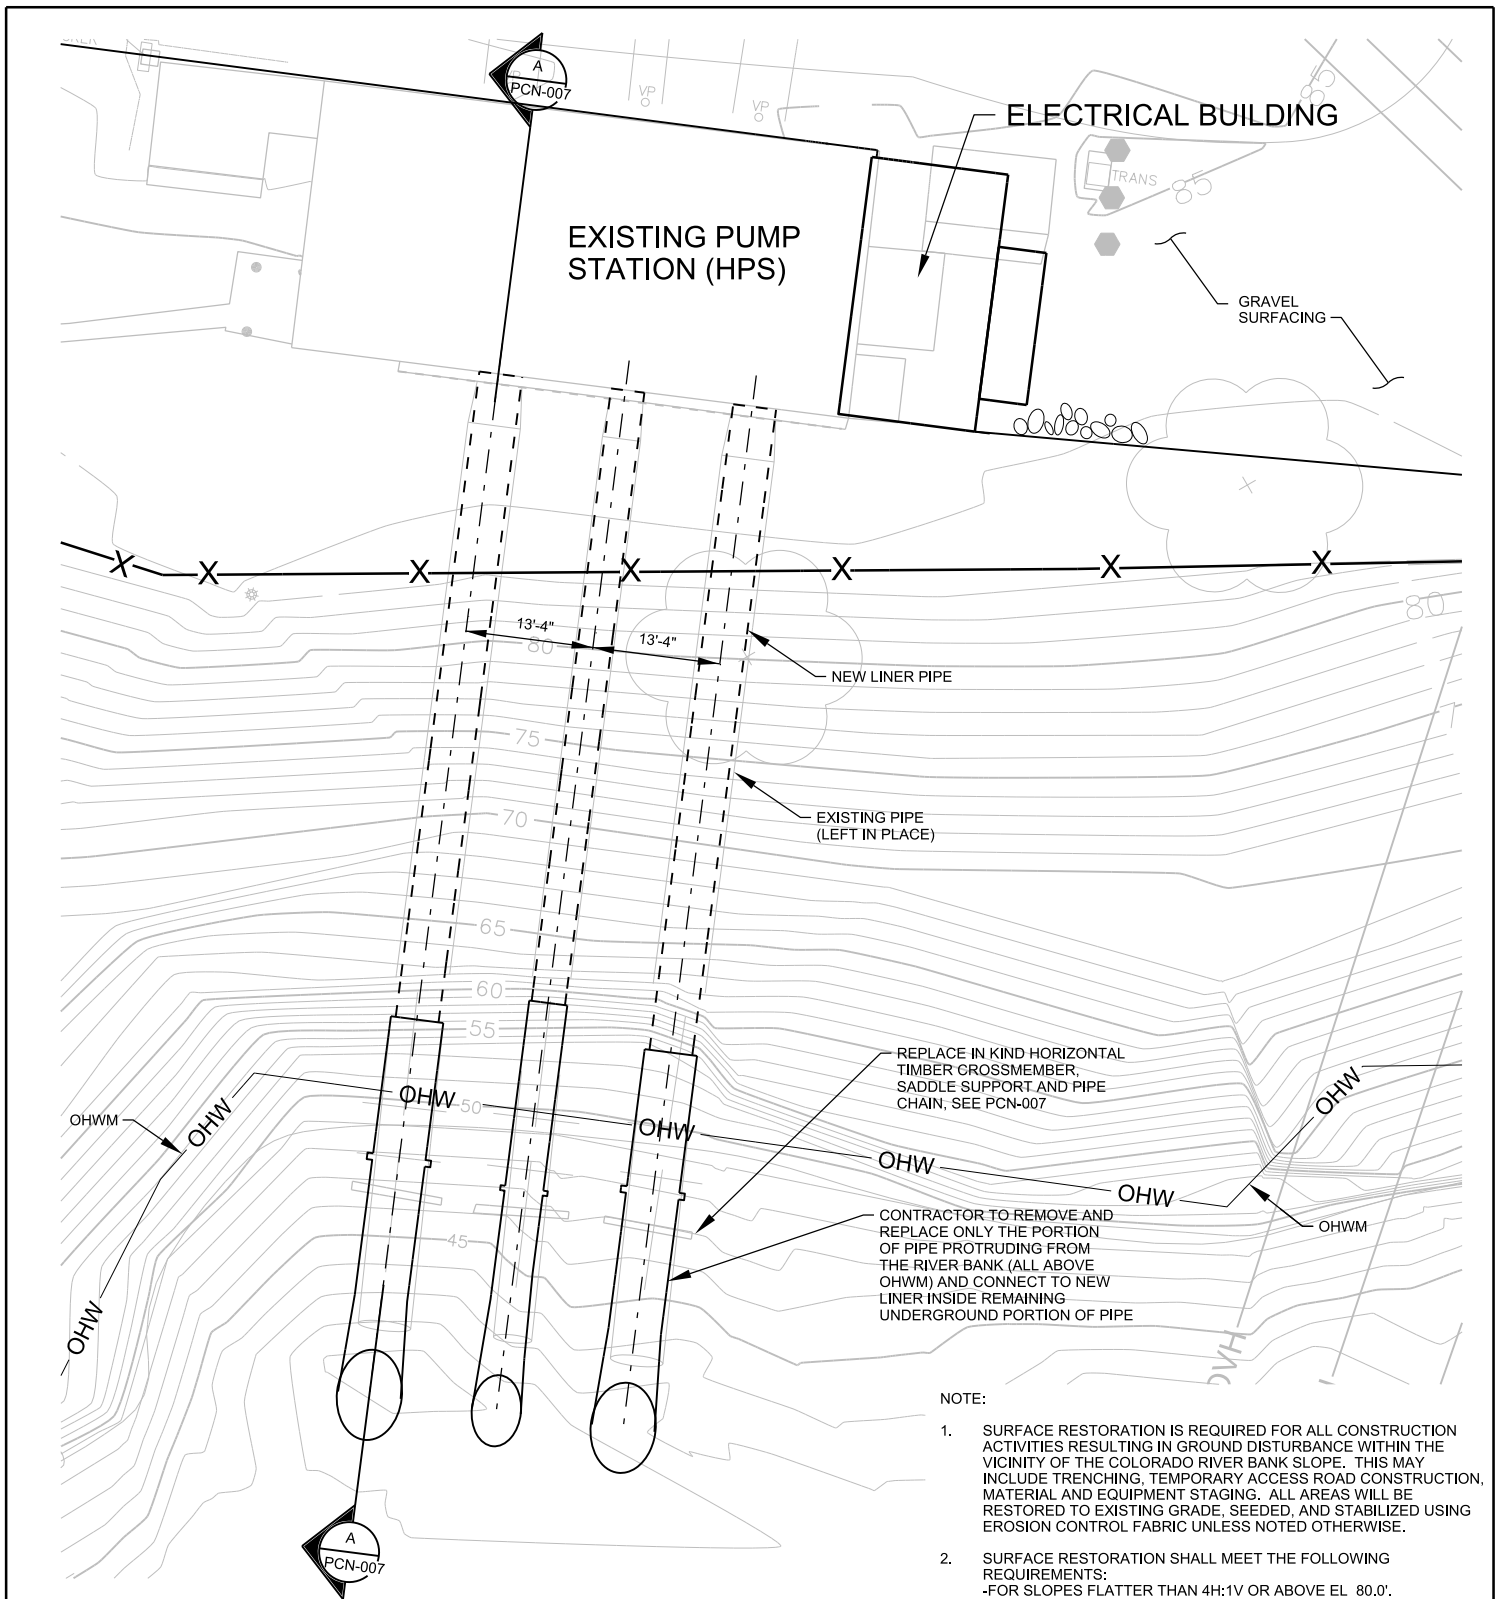 A
PCN-007
VP
VP
ELECTRICAL BUILDING
85
TRANS
85
EXISTING PUMP
STATION (HPS)
GRAVEL
SURFACING
X
X
X
X
X
X
X
80
13'-4"
13'-4"
80
NEW LINER PIPE
75
EXISTING PIPE
(LEFT IN PLACE)
70
65
60
55
REPLACE IN KIND HORIZONTAL
TIMBER CROSSMEMBER,
SADDLE SUPPORT AND PIPE
CHAIN, SEE PCN-007
OHW
OHW
50
OHWM
OHW
OHW
OHW
OHW
CONTRACTOR TO REMOVE AND
REPLACE ONLY THE PORTION
OF PIPE PROTRUDING FROM
THE RIVER BANK (ALL ABOVE
OHWM) AND CONNECT TO NEW
LINER INSIDE REMAINING
UNDERGROUND PORTION OF PIPE
OHWM
45
OHW
OVH
NOTE:
1. SURFACE RESTORATION IS REQUIRED FOR ALL CONSTRUCTION
ACTIVITIES RESULTING IN GROUND DISTURBANCE WITHIN THE
VICINITY OF THE COLORADO RIVER BANK SLOPE. THIS MAY
INCLUDE TRENCHING, TEMPORARY ACCESS ROAD CONSTRUCTION,
MATERIAL AND EQUIPMENT STAGING. ALL AREAS WILL BE
RESTORED TO EXISTING GRADE, SEEDED, AND STABILIZED USING
EROSION CONTROL FABRIC UNLESS NOTED OTHERWISE.
A
PCN-007
2. SURFACE RESTORATION SHALL MEET THE FOLLOWING
REQUIREMENTS:
-FOR SLOPES FLATTER THAN 4H:1V OR ABOVE EL 80.0'.